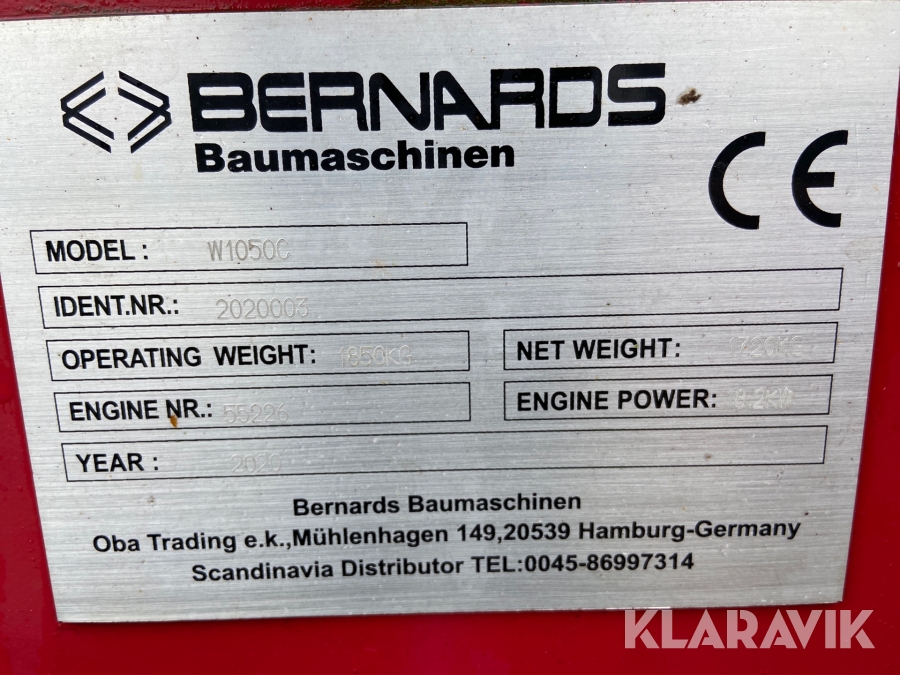 BERNARDS
Baumaschinen
CE
MODEL : W1050C
IDENT.NR.: 2020003
OPERATING WEIGHT: 1850KG
NET WEIGHT:
ENGINE NR.: 55226
ENGINE POWER:
YEAR : 2020
Bernards Baumaschinen
Oba Trading e.k.,Mühlenhagen 149,20539 Hamburg-Germany
Scandinavia Distributor TEL:0045-86997314
KLARAVIK